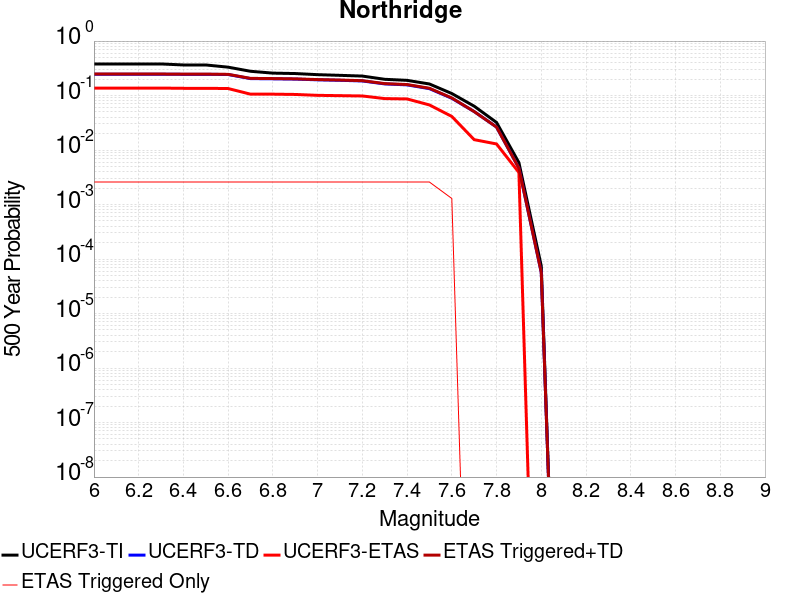 Northridge
10^0
10^-1
10^-2
10^-3
10^-4
10^-5
10^-6
10^-7
10^-8
500 Year Probability
6 6.2 6.4 6.6 6.8 7 7.2 7.4 7.6 7.8 8 8.2 8.4 8.6 8.8 9
Magnitude
UCERF3-TI UCERF3-TD UCERF3-ETAS ETAS Triggered+TD
ETAS Triggered Only